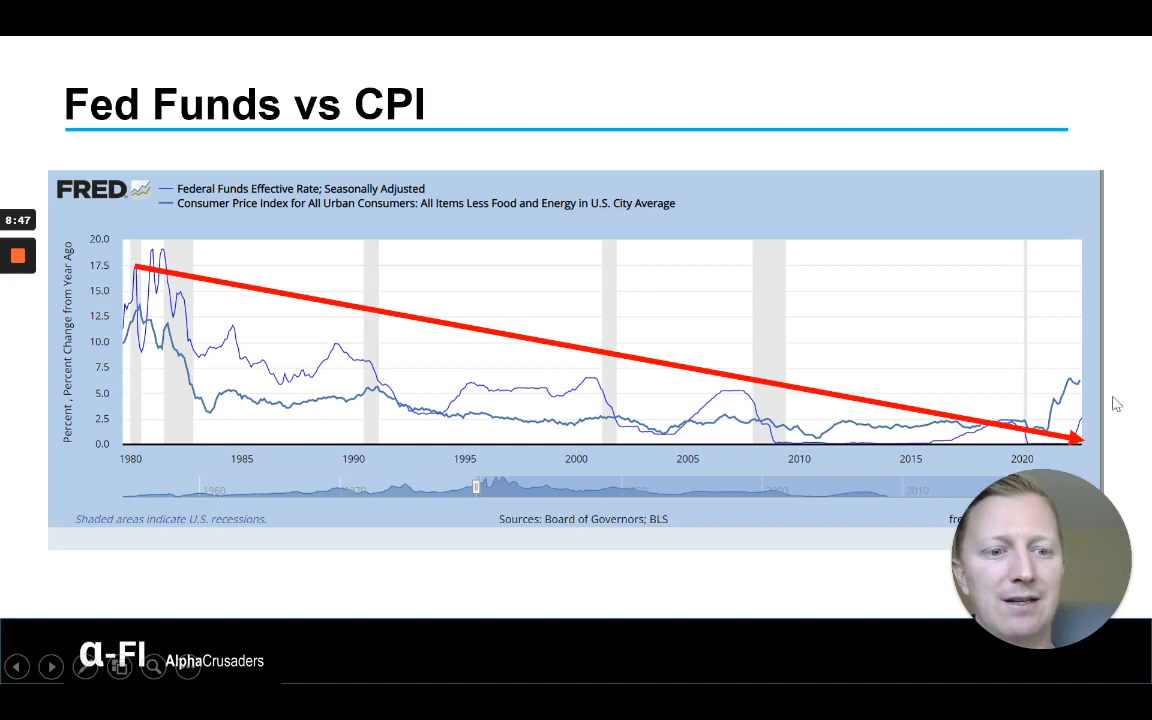 Fed Funds vs CPI
FRED
Federal Funds Effective Rate; Seasonally Adjusted
Consumer Price Index for All Urban Consumers: All Items Less Food and Energy in U.S. City Average
8:47
Percent , Percent Change from Year Ago
20.0
17.5
15.0
12.5
10.0
7.5
5.0
2.5
0.0
1980 1985 1990 1995 2000 2005 2010 2015 2020
1960 2000 2010
Shaded areas indicate U.S. recessions.
Sources: Board of Governors; BLS
α-FI AlphaCrusaders